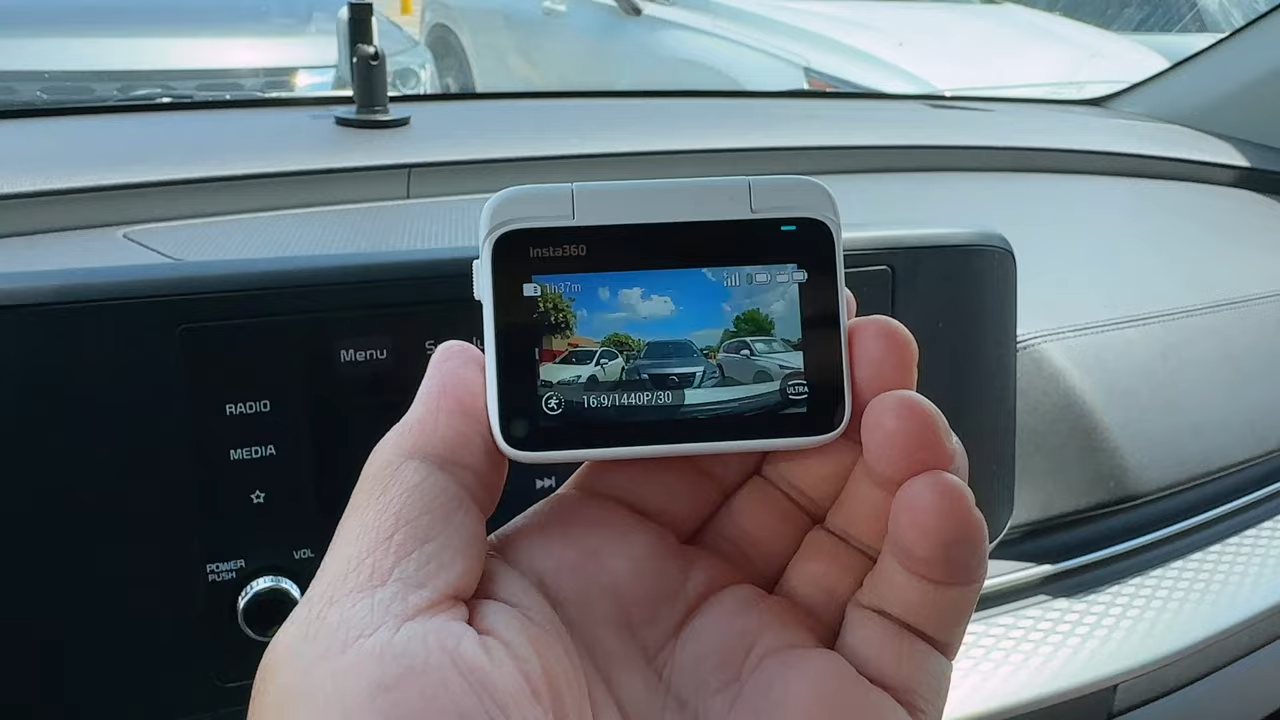 Insta360
1h37m
ULTRA
16:9/1440P/30
Menu
RADIO
MEDIA
VOL
POWER
PUSH